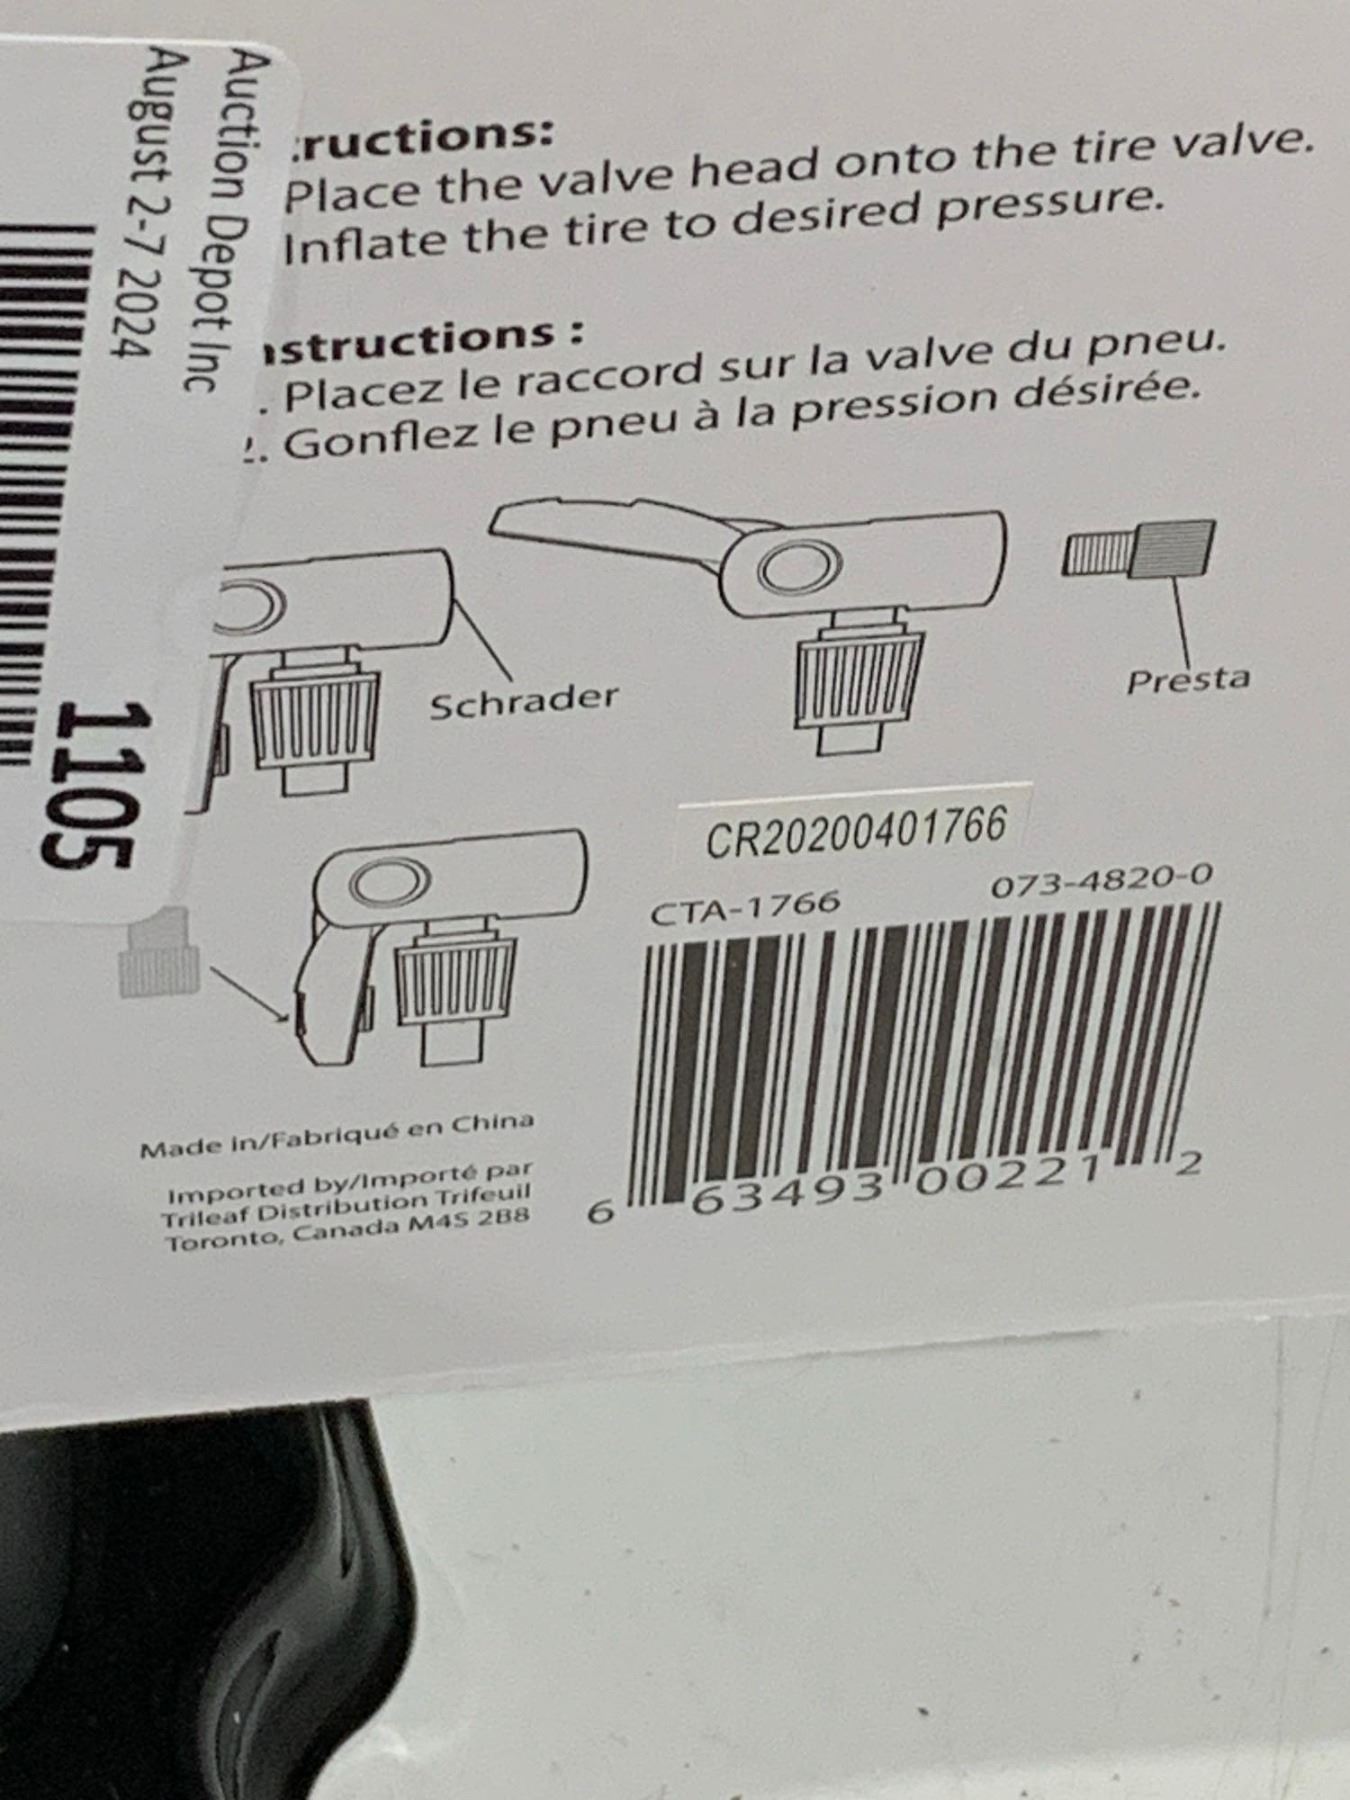 Auction Depot Inc
August 2-7 2024
1105
ructions:
Place the valve head onto the tire valve.
Inflate the tire to desired pressure.
structions :
. Placez le raccord sur la valve du pneu.
2. Gonflez le pneu à la pression désirée.
Schrader
Presta
CR20200401766
CTA-1766 073-4820-0
6 63493 00221 2
Made in/Fabriqué en China
Imported by/Importé par
Trileaf Distribution Trifeuil
Toronto, Canada M4S 2B8